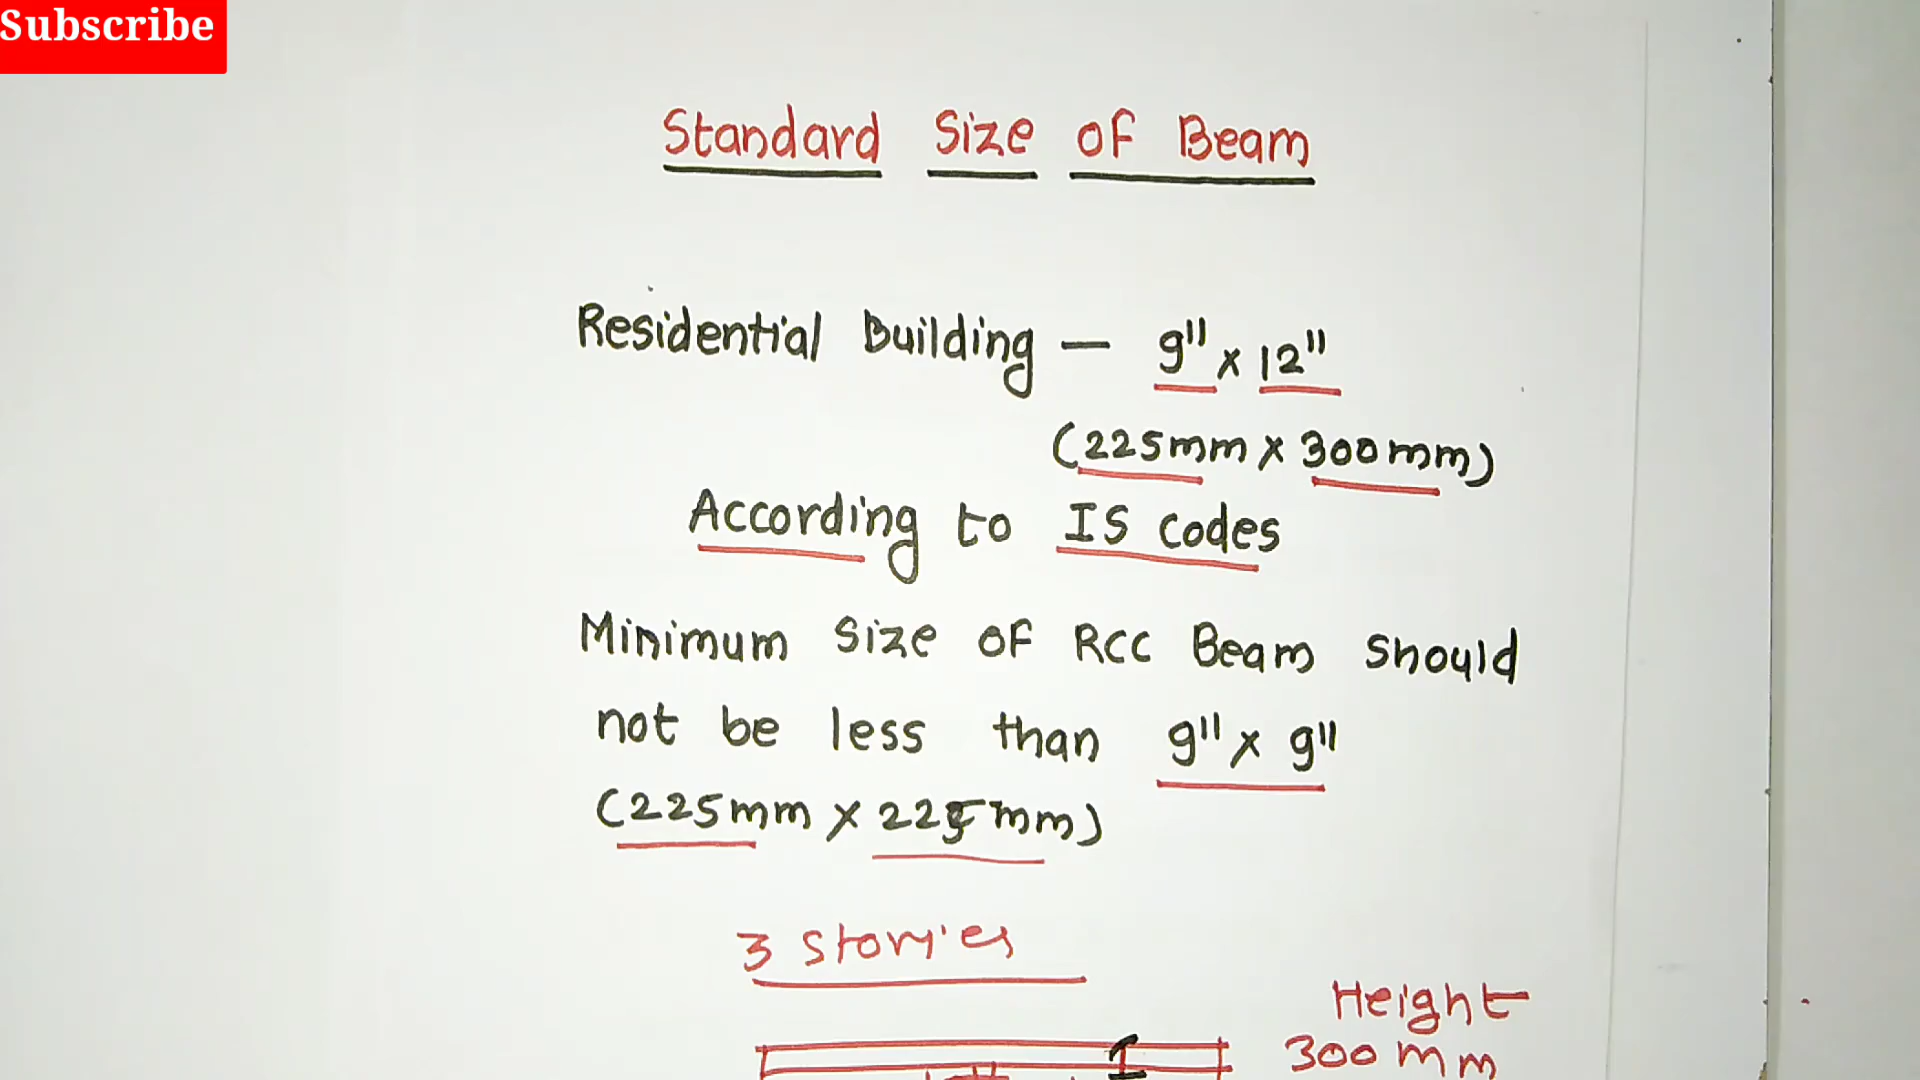 Subscribe
Standard Size of Beam
Residential Building — 9" x 12"
(225mm x 300mm)
According to IS codes
Minimum Size of RCC Beam should
not be less than 9" x 9"
(225mm x 225mm)
3 stories
Height
300 mm